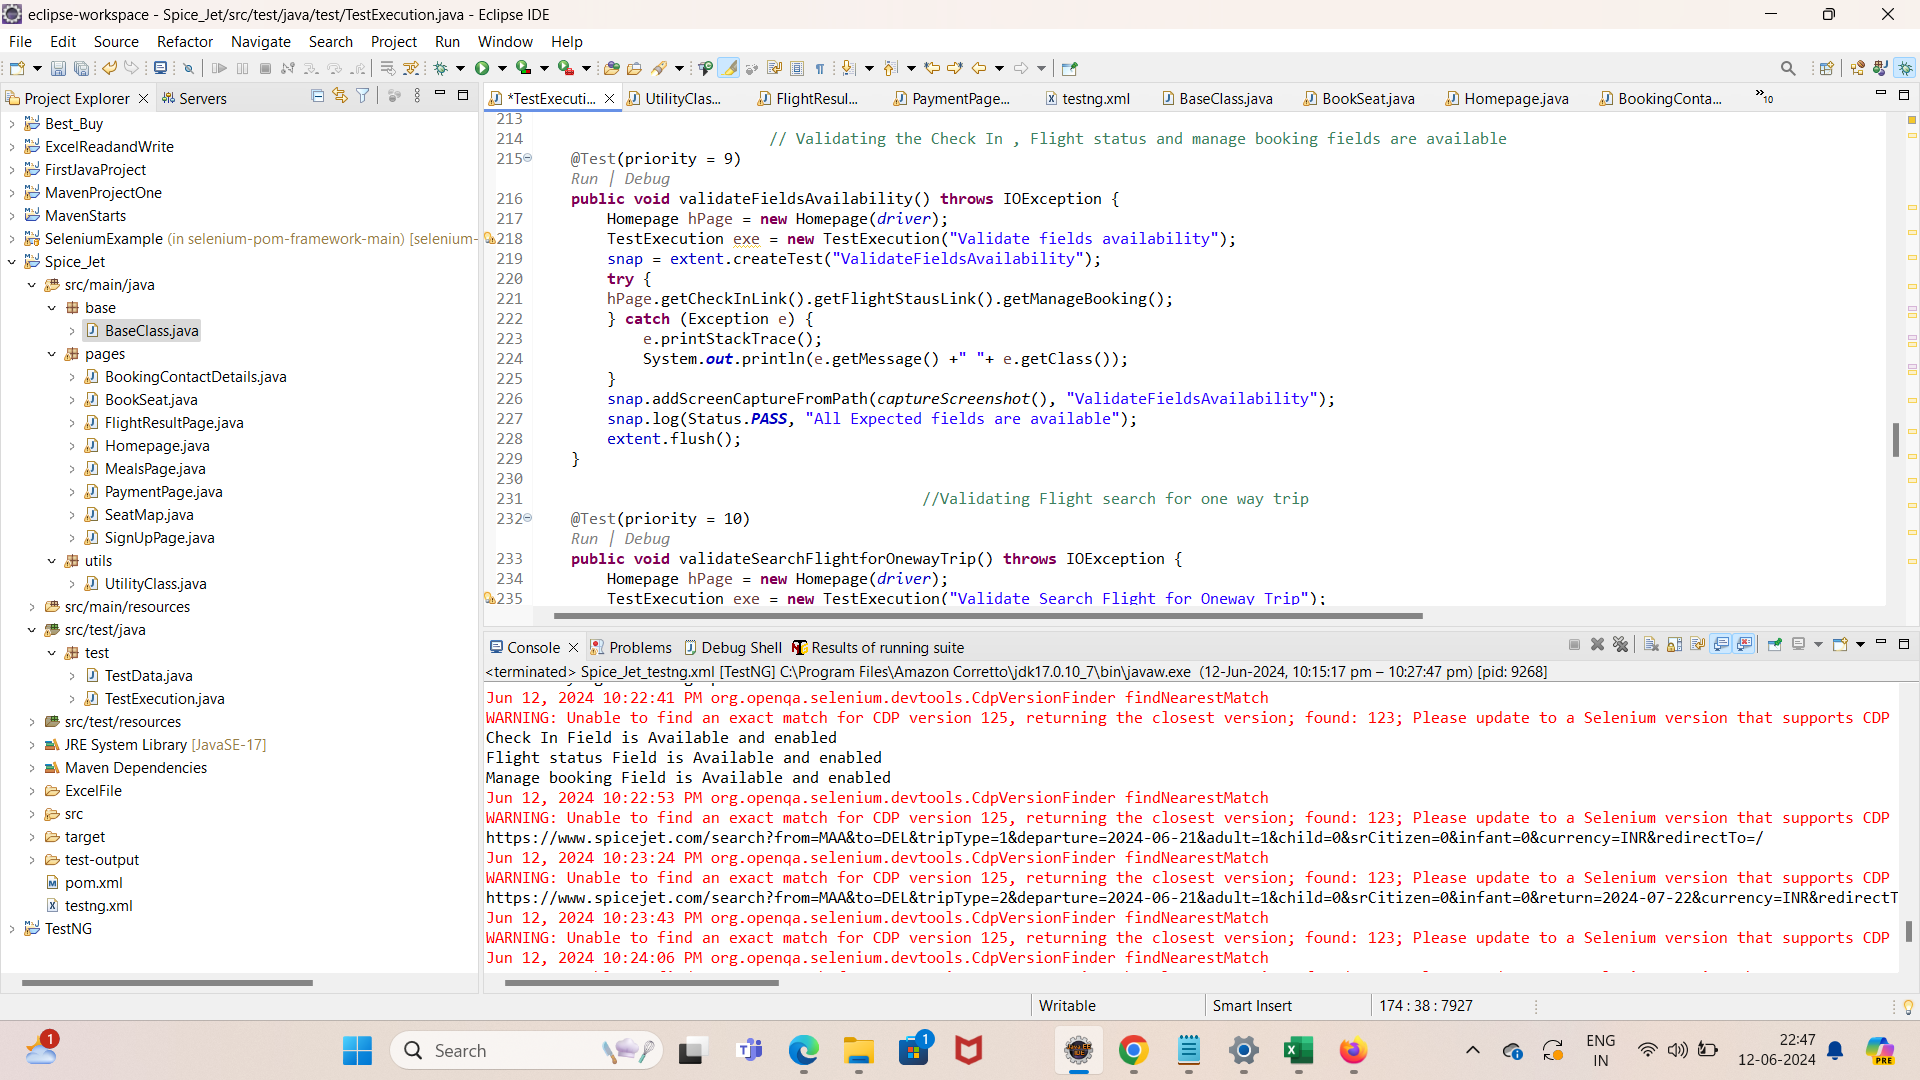 eclipse-workspace - Spice_Jet/src/test/java/test/TestExecution.java - Eclipse IDE
File Edit Source Refactor Navigate Search Project Run Window Help
Project Explorer Servers
*TestExecuti... UtilityClas... FlightResul... PaymentPage... testng.xml BaseClass.java BookSeat.java Homepage.java BookingConta... »10
Best_Buy
ExcelReadandWrite
FirstJavaProject
MavenProjectOne
MavenStarts
SeleniumExample (in selenium-pom-framework-main) [selenium-
Spice_Jet
src/main/java
base
BaseClass.java
pages
BookingContactDetails.java
BookSeat.java
FlightResultPage.java
Homepage.java
MealsPage.java
PaymentPage.java
SeatMap.java
SignUpPage.java
utils
UtilityClass.java
src/main/resources
src/test/java
test
TestData.java
TestExecution.java
src/test/resources
JRE System Library [JavaSE-17]
Maven Dependencies
ExcelFile
src
target
test-output
pom.xml
testng.xml
TestNG
213
214 // Validating the Check In , Flight status and manage booking fields are available
215 @Test(priority = 9)
Run | Debug
216 public void validateFieldsAvailability() throws IOException {
217 Homepage hPage = new Homepage(driver);
218 TestExecution exe = new TestExecution("Validate fields availability");
219 snap = extent.createTest("ValidateFieldsAvailability");
220 try {
221 hPage.getCheckInLink().getFlightStausLink().getManageBooking();
222 } catch (Exception e) {
223 e.printStackTrace();
224 System.out.println(e.getMessage() +" "+ e.getClass());
225 }
226 snap.addScreenCaptureFromPath(captureScreenshot(), "ValidateFieldsAvailability");
227 snap.log(Status.PASS, "All Expected fields are available");
228 extent.flush();
229 }
230
231 //Validating Flight search for one way trip
232 @Test(priority = 10)
Run | Debug
233 public void validateSearchFlightforOnewayTrip() throws IOException {
234 Homepage hPage = new Homepage(driver);
235 TestExecution exe = new TestExecution("Validate Search Flight for Oneway Trip");
Console Problems Debug Shell Results of running suite
<terminated> Spice_Jet_testng.xml [TestNG] C:\Program Files\Amazon Corretto\jdk17.0.10_7\bin\javaw.exe (12-Jun-2024, 10:15:17 pm – 10:27:47 pm) [pid: 9268]
Jun 12, 2024 10:22:41 PM org.openqa.selenium.devtools.CdpVersionFinder findNearestMatch
WARNING: Unable to find an exact match for CDP version 125, returning the closest version; found: 123; Please update to a Selenium version that supports CDP
Check In Field is Available and enabled
Flight status Field is Available and enabled
Manage booking Field is Available and enabled
Jun 12, 2024 10:22:53 PM org.openqa.selenium.devtools.CdpVersionFinder findNearestMatch
WARNING: Unable to find an exact match for CDP version 125, returning the closest version; found: 123; Please update to a Selenium version that supports CDP
https://www.spicejet.com/search?from=MAA&to=DEL&tripType=1&departure=2024-06-21&adult=1&child=0&srCitizen=0&infant=0&currency=INR&redirectTo=/
Jun 12, 2024 10:23:24 PM org.openqa.selenium.devtools.CdpVersionFinder findNearestMatch
WARNING: Unable to find an exact match for CDP version 125, returning the closest version; found: 123; Please update to a Selenium version that supports CDP
https://www.spicejet.com/search?from=MAA&to=DEL&tripType=2&departure=2024-06-21&adult=1&child=0&srCitizen=0&infant=0&return=2024-07-22&currency=INR&redirectT
Jun 12, 2024 10:23:43 PM org.openqa.selenium.devtools.CdpVersionFinder findNearestMatch
WARNING: Unable to find an exact match for CDP version 125, returning the closest version; found: 123; Please update to a Selenium version that supports CDP
Jun 12, 2024 10:24:06 PM org.openqa.selenium.devtools.CdpVersionFinder findNearestMatch
Writable Smart Insert 174 : 38 : 7927
1 Search 1 ENG IN 22:47
12-06-2024 PRE